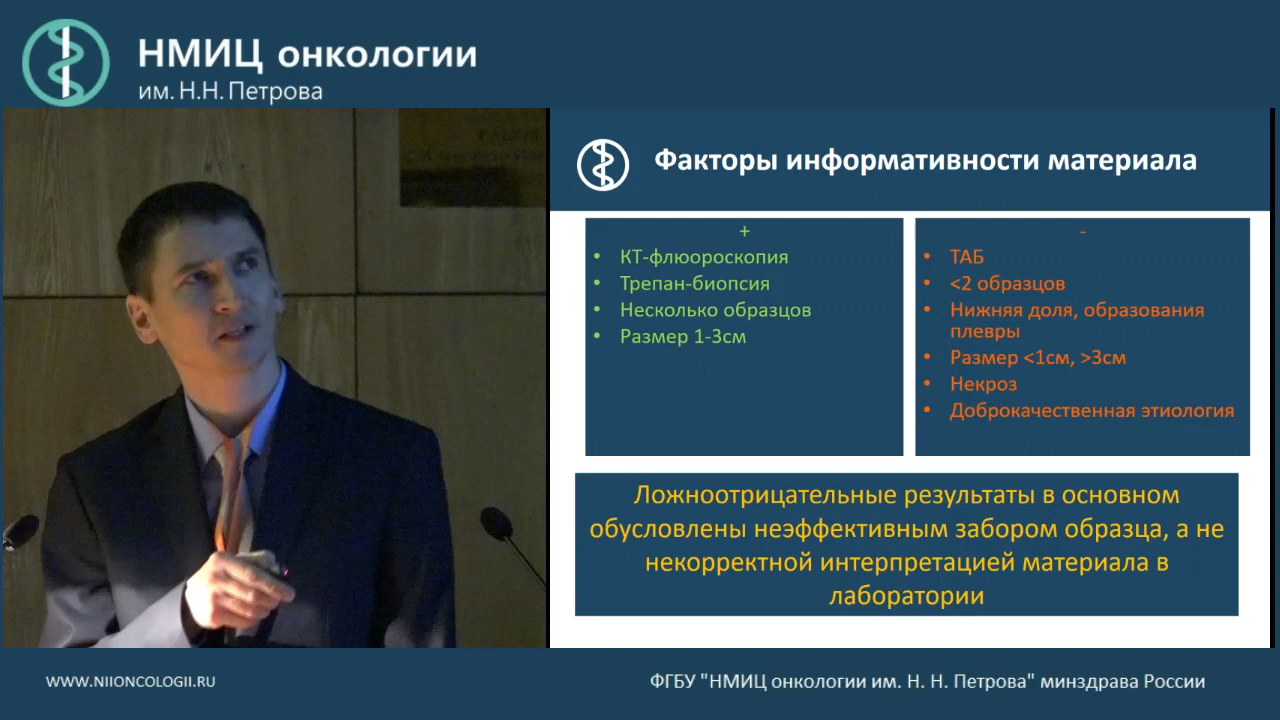 НМИЦ онкологии
им. Н.Н. Петрова
Факторы информативности материала
+
• КТ-флюороскопия
• Трепан-биопсия
• Несколько образцов
• Размер 1-3см
-
• ТАБ
• <2 образцов
• Нижняя доля, образования
плевры
• Размер <1см, >3см
• Некроз
• Доброкачественная этиология
Ложноотрицательные результаты в основном
обусловлены неэффективным забором образца, а не
некорректной интерпретацией материала в
лаборатории
WWW.NIIONCOLOGII.RU
ФГБУ "НМИЦ онкологии им. Н. Н. Петрова" минздрава России